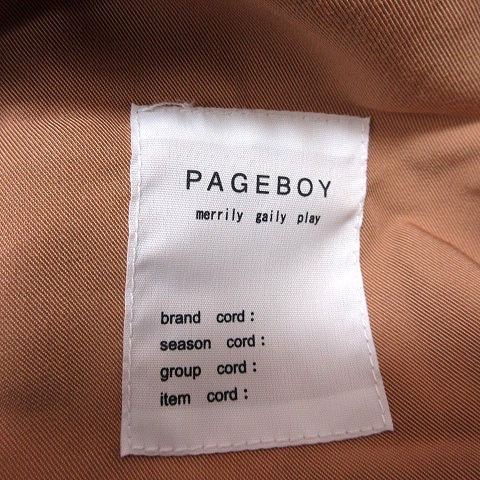 PAGEBOY
merrily gaily play
brand cord:
season cord:
group cord:
item cord: